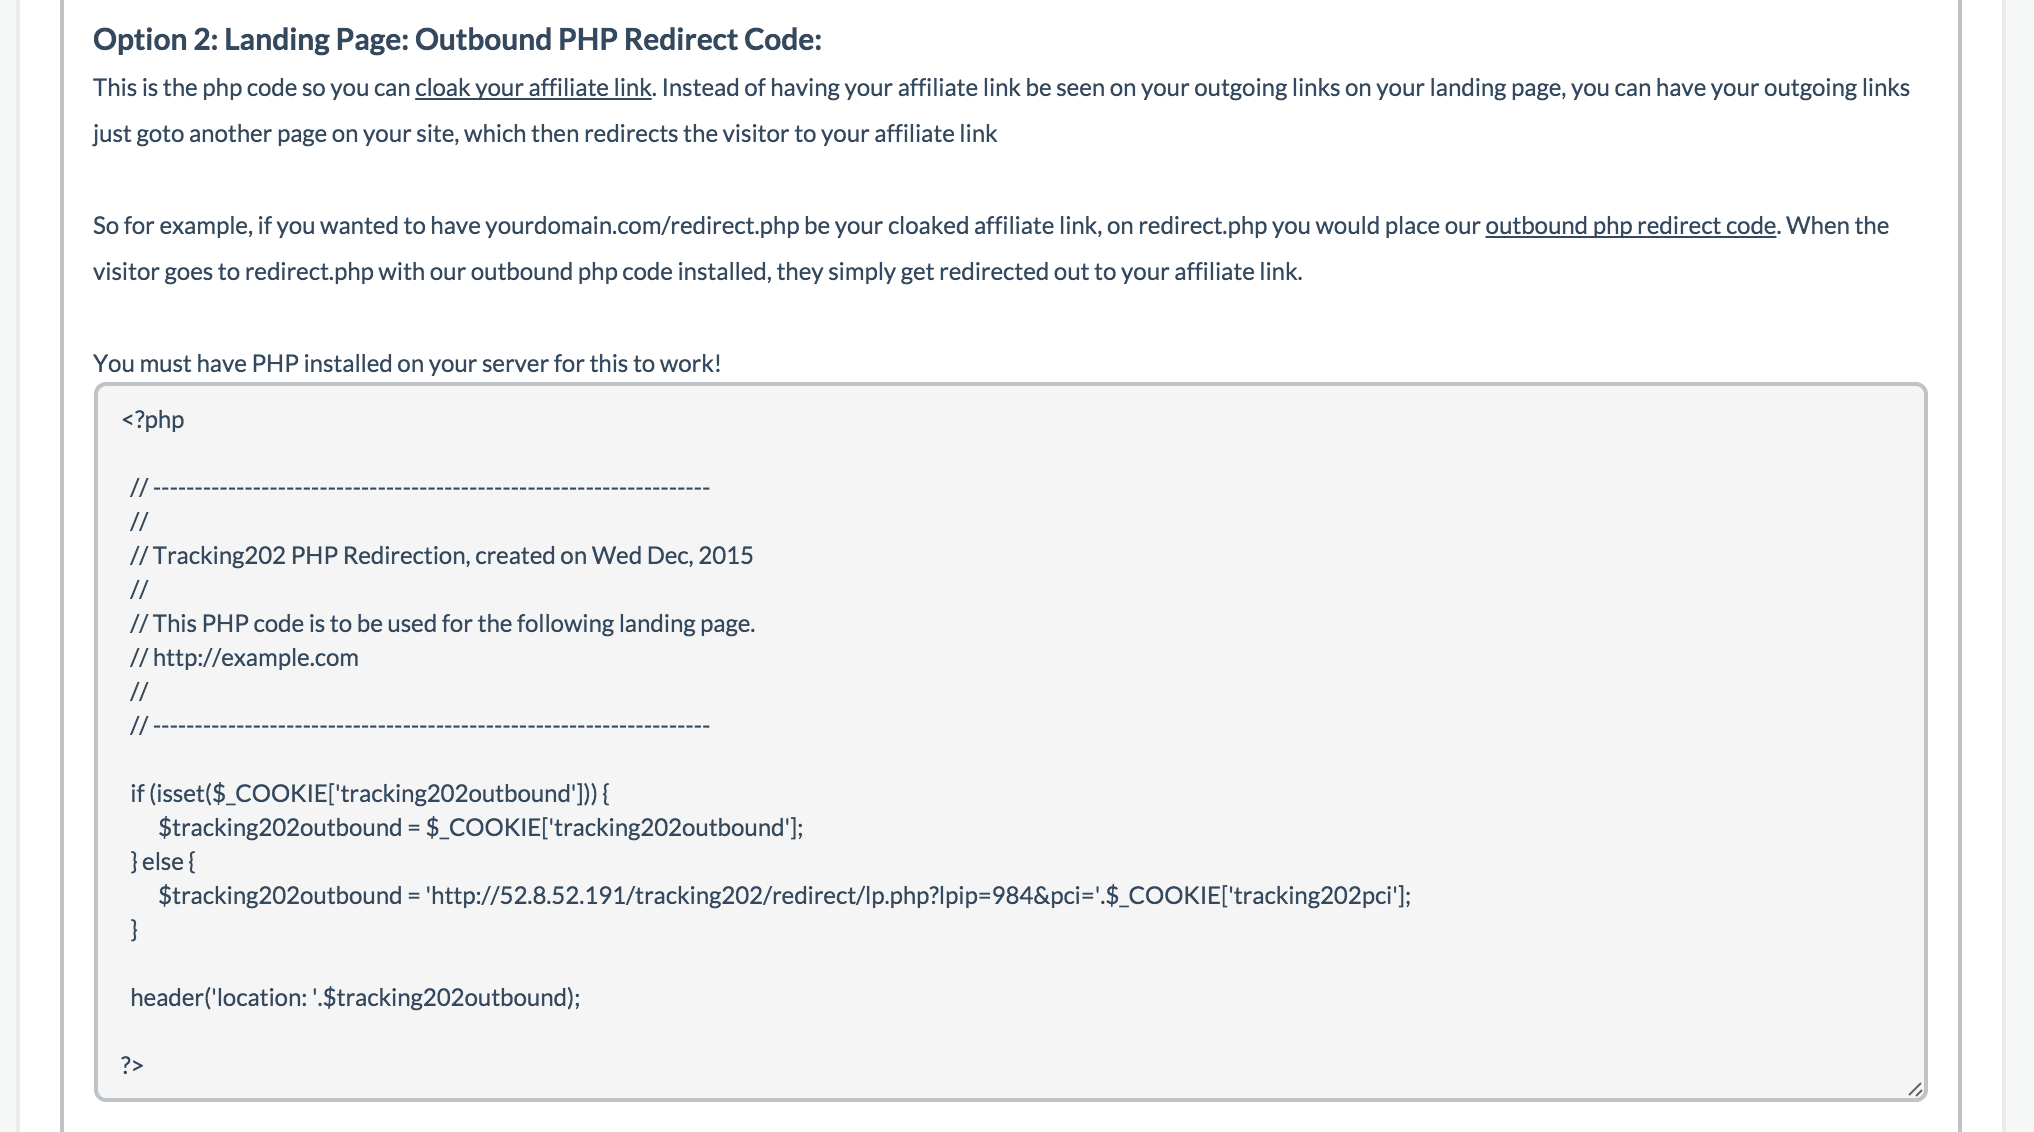 Option 2: Landing Page: Outbound PHP Redirect Code:
This is the php code so you can cloak your affiliate link. Instead of having your affiliate link be seen on your outgoing links on your landing page, you can have your outgoing links
just goto another page on your site, which then redirects the visitor to your affiliate link
So for example, if you wanted to have yourdomain.com/redirect.php be your cloaked affiliate link, on redirect.php you would place our outbound php redirect code. When the
visitor goes to redirect.php with our outbound php code installed, they simply get redirected out to your affiliate link.
You must have PHP installed on your server for this to work!
<?php
// -------------------------------------------------------------------
//
// Tracking202 PHP Redirection, created on Wed Dec, 2015
//
// This PHP code is to be used for the following landing page.
// http://example.com
//
// -------------------------------------------------------------------
if (isset($_COOKIE['tracking202outbound'])) {
$tracking202outbound = $_COOKIE['tracking202outbound'];
} else {
$tracking202outbound = 'http://52.8.52.191/tracking202/redirect/lp.php?lpip=984&pci='.$_COOKIE['tracking202pci'];
}
header('location: '.$tracking202outbound);
?>